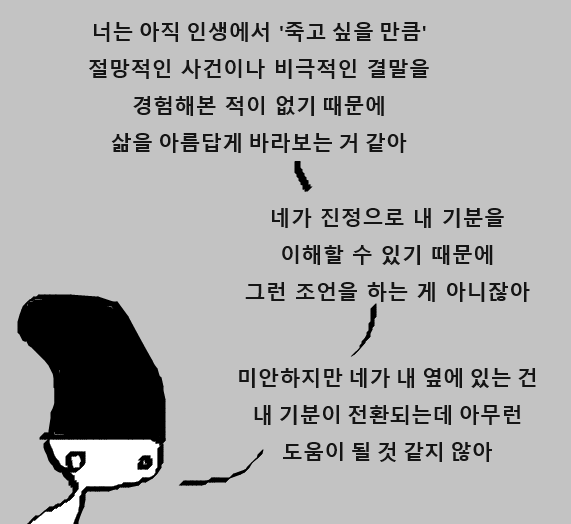 너는 아직 인생에서 '죽고 싶을 만큼'
절망적인 사건이나 비극적인 결말을
경험해본 적이 없기 때문에
삶을 아름답게 바라보는 거 같아
네가 진정으로 내 기분을
이해할 수 있기 때문에
그런 조언을 하는 게 아니잖아
미안하지만 네가 내 옆에 있는 건
내 기분이 전환되는데 아무런
도움이 될 것 같지 않아